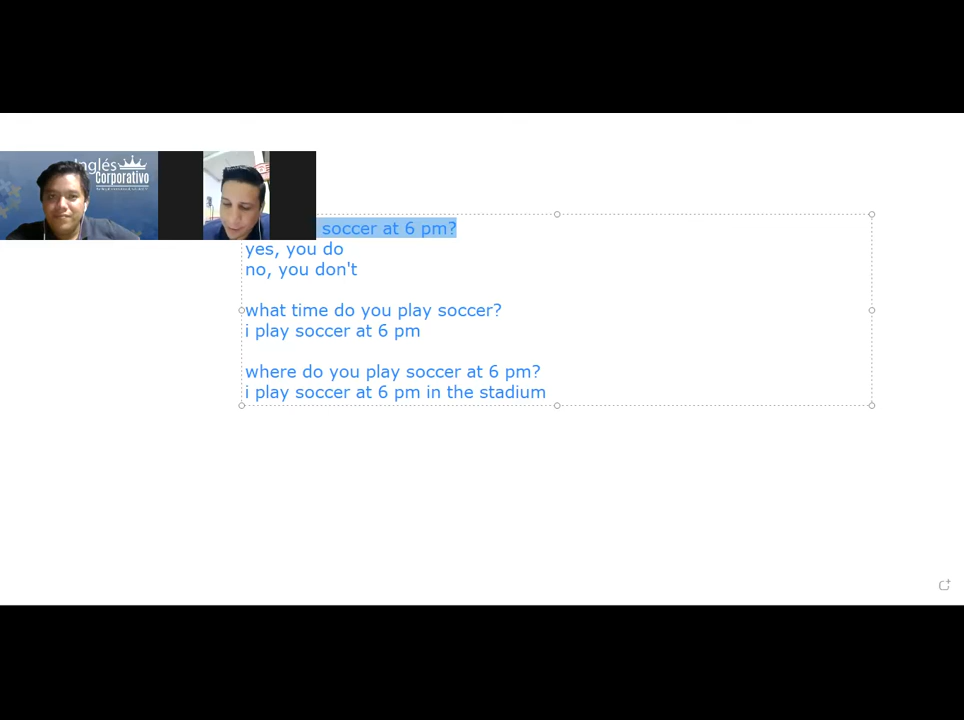 Inglés
Corporativo
soccer at 6 pm?
yes, you do
no, you don't
what time do you play soccer?
i play soccer at 6 pm
where do you play soccer at 6 pm?
i play soccer at 6 pm in the stadium